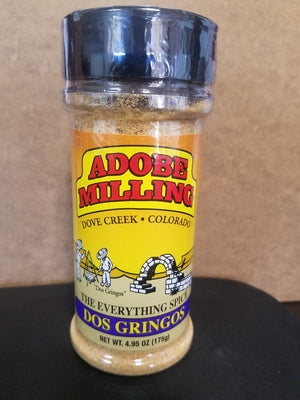 ADOBE
MILLING
DOVE CREEK • COLORADO
"Dos Gringos"
THE EVERYTHING SPICE
DOS GRINGOS
NET WT. 4.95 OZ (175g)